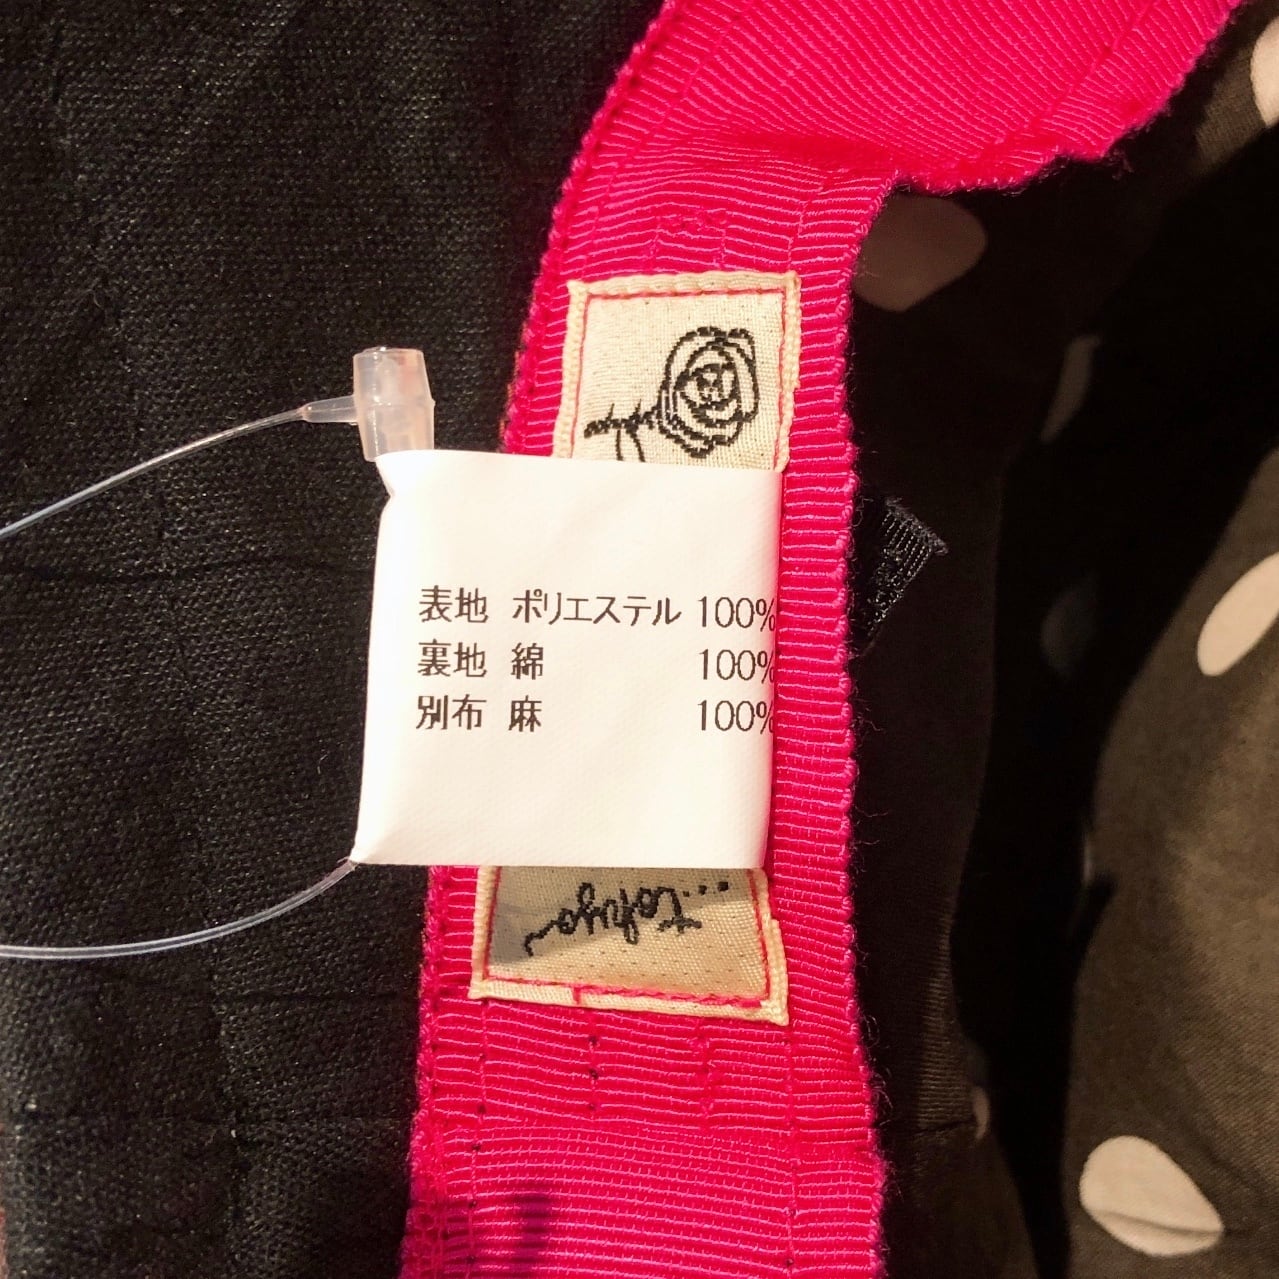 表地 ポリエステル 100%
裏地 綿 100%
別布 麻 100%
...tokyo